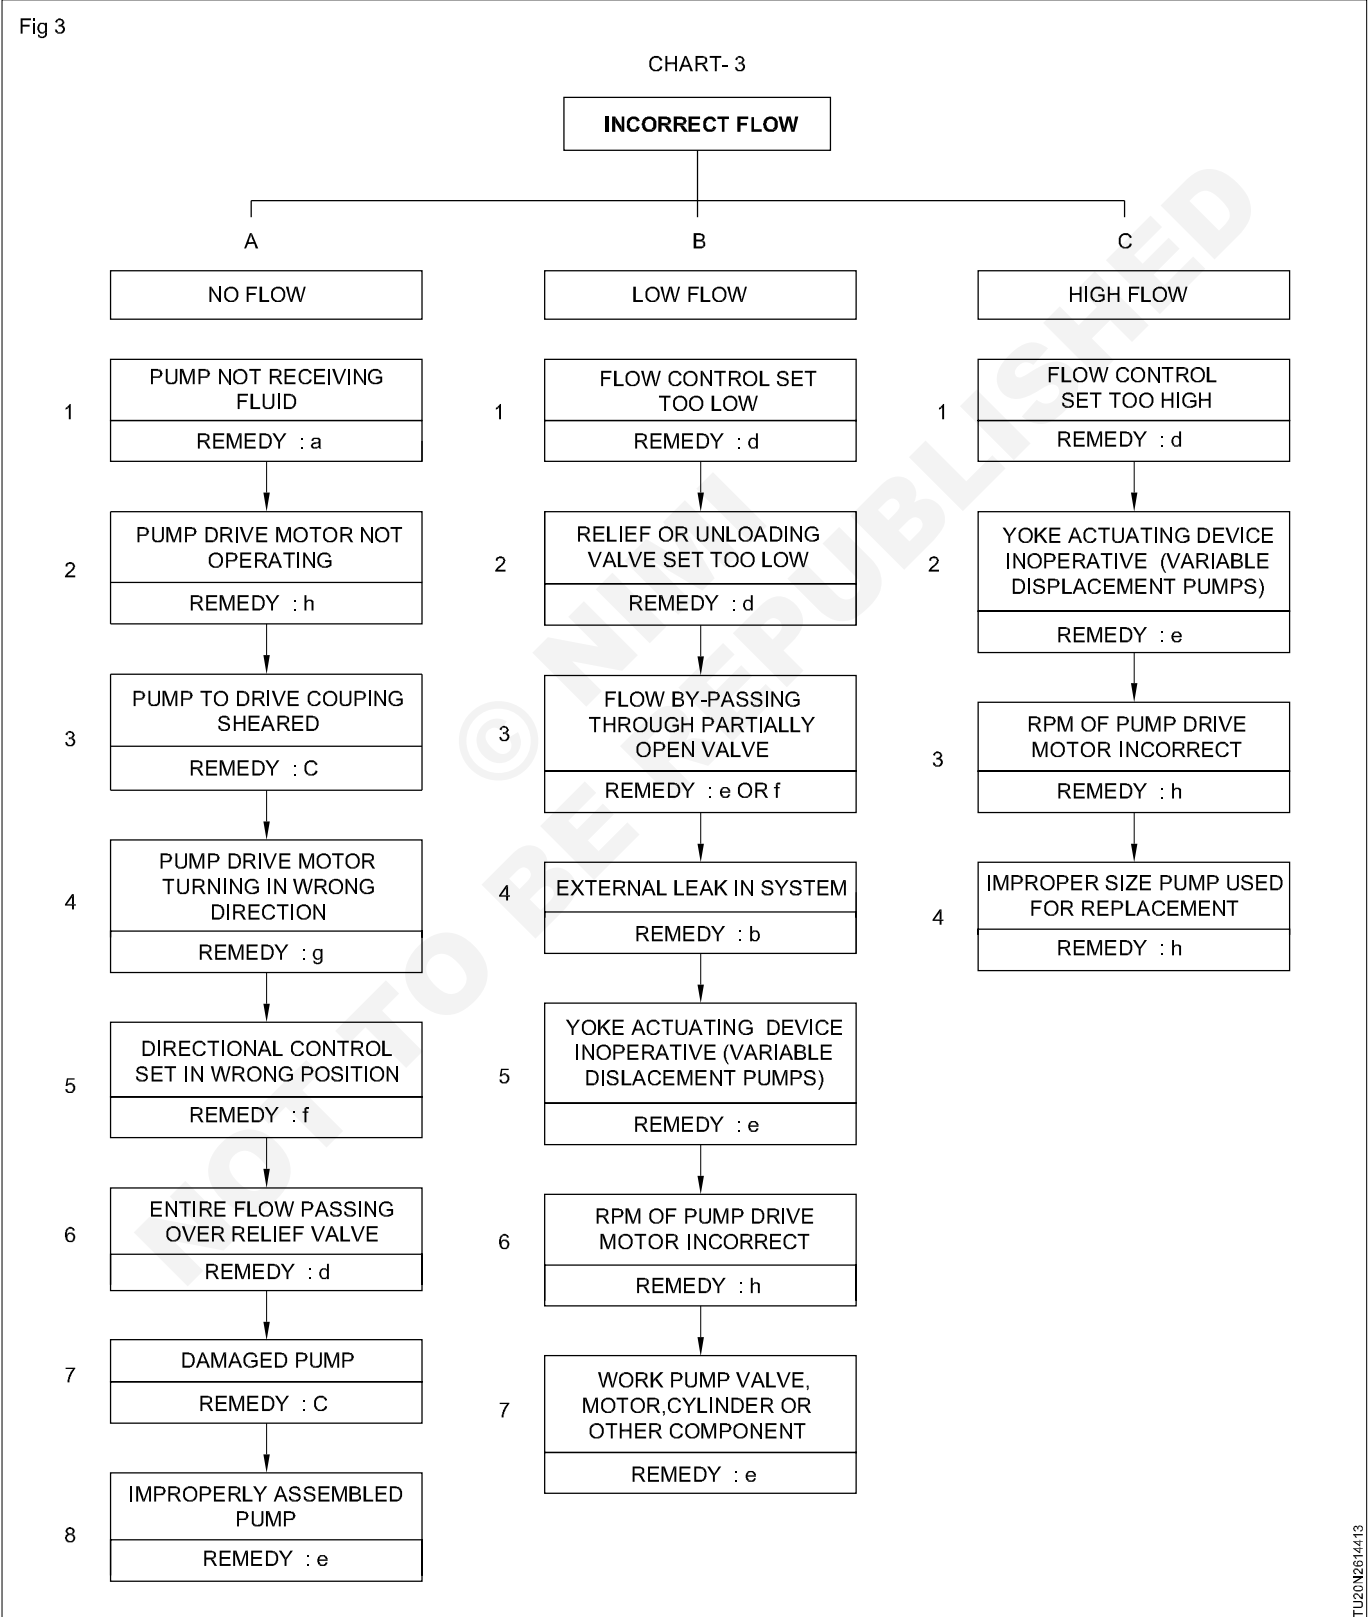 Fig 3
CHART- 3
INCORRECT FLOW
A
NO FLOW
1
PUMP NOT RECEIVING
FLUID
REMEDY : a
2
PUMP DRIVE MOTOR NOT
OPERATING
REMEDY : h
3
PUMP TO DRIVE COUPING
SHEARED
REMEDY : C
4
PUMP DRIVE MOTOR
TURNING IN WRONG
DIRECTION
REMEDY : g
5
DIRECTIONAL CONTROL
SET IN WRONG POSITION
REMEDY : f
6
ENTIRE FLOW PASSING
OVER RELIEF VALVE
REMEDY : d
7
DAMAGED PUMP
REMEDY : C
8
IMPROPERLY ASSEMBLED
PUMP
REMEDY : e
B
LOW FLOW
1
FLOW CONTROL SET
TOO LOW
REMEDY : d
2
RELIEF OR UNLOADING
VALVE SET TOO LOW
REMEDY : d
3
FLOW BY-PASSING
THROUGH PARTIALLY
OPEN VALVE
REMEDY : e OR f
4
EXTERNAL LEAK IN SYSTEM
REMEDY : b
5
YOKE ACTUATING DEVICE
INOPERATIVE (VARIABLE
DISLACEMENT PUMPS)
REMEDY : e
6
RPM OF PUMP DRIVE
MOTOR INCORRECT
REMEDY : h
7
WORK PUMP VALVE,
MOTOR,CYLINDER OR
OTHER COMPONENT
REMEDY : e
C
HIGH FLOW
1
FLOW CONTROL
SET TOO HIGH
REMEDY : d
2
YOKE ACTUATING DEVICE
INOPERATIVE (VARIABLE
DISPLACEMENT PUMPS)
REMEDY : e
3
RPM OF PUMP DRIVE
MOTOR INCORRECT
REMEDY : h
4
IMPROPER SIZE PUMP USED
FOR REPLACEMENT
REMEDY : h
© NIMI
NOT TO BE REPUBLISHED
TU20N2614413